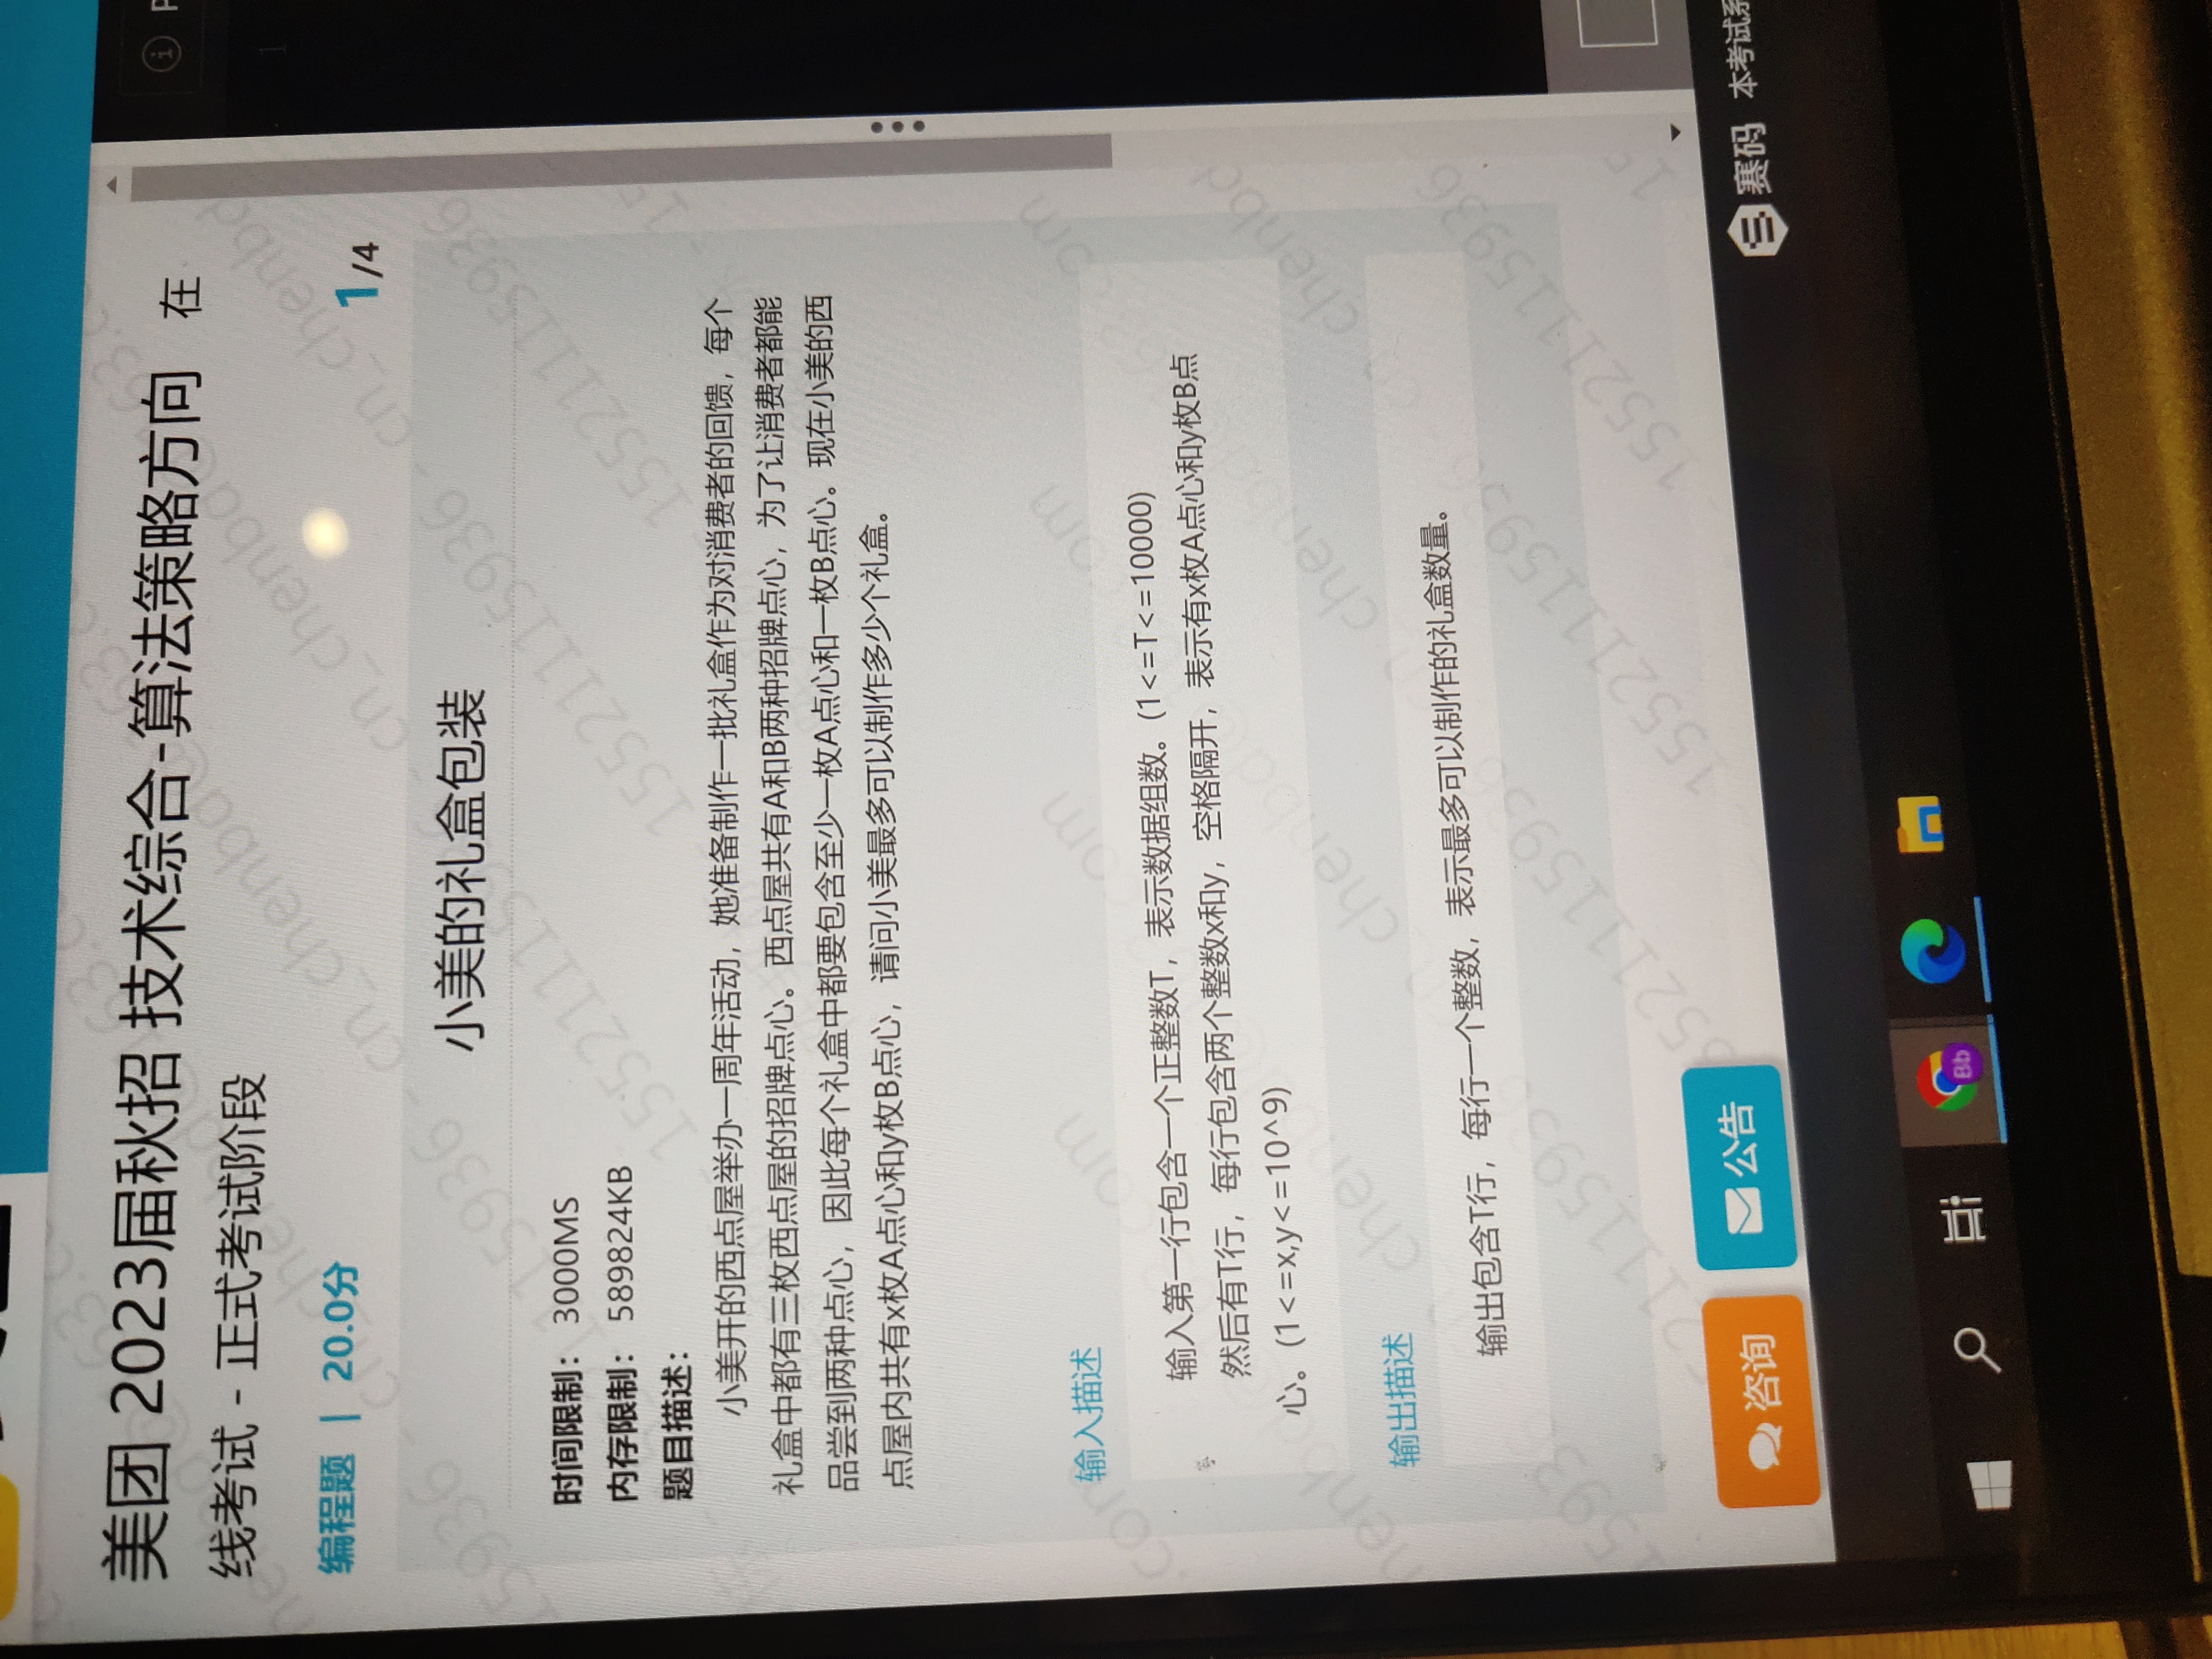 美团 2023届秋招 技术综合-算法策略方向 在
线考试 - 正式考试阶段
编程题 | 20.0分
1/4
小美的礼盒包装
时间限制： 3000MS
内存限制： 589824KB
题目描述：
小美开的西点屋举办一周年活动，她准备制作一批礼盒作为对消费者的回馈，每个
礼盒中都有三枚西点屋的招牌点心。西点屋共有A和B两种招牌点心，为了让消费者都能
品尝到两种点心，因此每个礼盒中都要包含至少一枚A点心和一枚B点心。现在小美的西
点屋内共有x枚A点心和y枚B点心，请问小美最多可以制作多少个礼盒。
输入描述
输入第一行包含一个正整数T，表示数据组数。(1<=T<=10000)
然后有T行，每行包含两个整数x和y，空格隔开，表示有x枚A点心和y枚B点
心。(1<=x,y<=10^9)
输出描述
输出包含T行，每行一个整数，表示最多可以制作的礼盒数量。
咨询
公告
赛码 本考试系
Bb
1